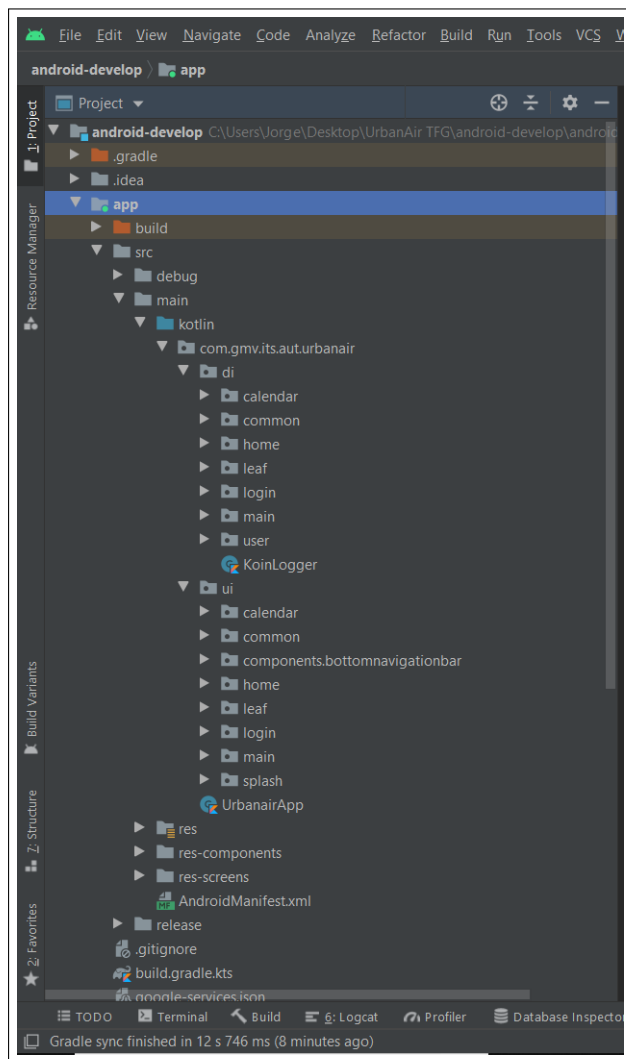 File Edit View Navigate Code Analyze Refactor Build Run Tools VCS W
android-develop app
Project
android-develop C:\Users\Jorge\Desktop\UrbanAir TFG\android-develop\android
.gradle
.idea
app
build
src
debug
main
kotlin
com.gmv.its.aut.urbanair
di
calendar
common
home
leaf
login
main
user
KoinLogger
ui
calendar
common
components.bottomnavigationbar
home
leaf
login
main
splash
UrbanairApp
res
res-components
res-screens
MF AndroidManifest.xml
release
.gitignore
build.gradle.kts
google-services.json
1: Project
Resource Manager
Build Variants
7: Structure
2: Favorites
TODO Terminal Build 6: Logcat Profiler Database Inspector
Gradle sync finished in 12 s 746 ms (8 minutes ago)